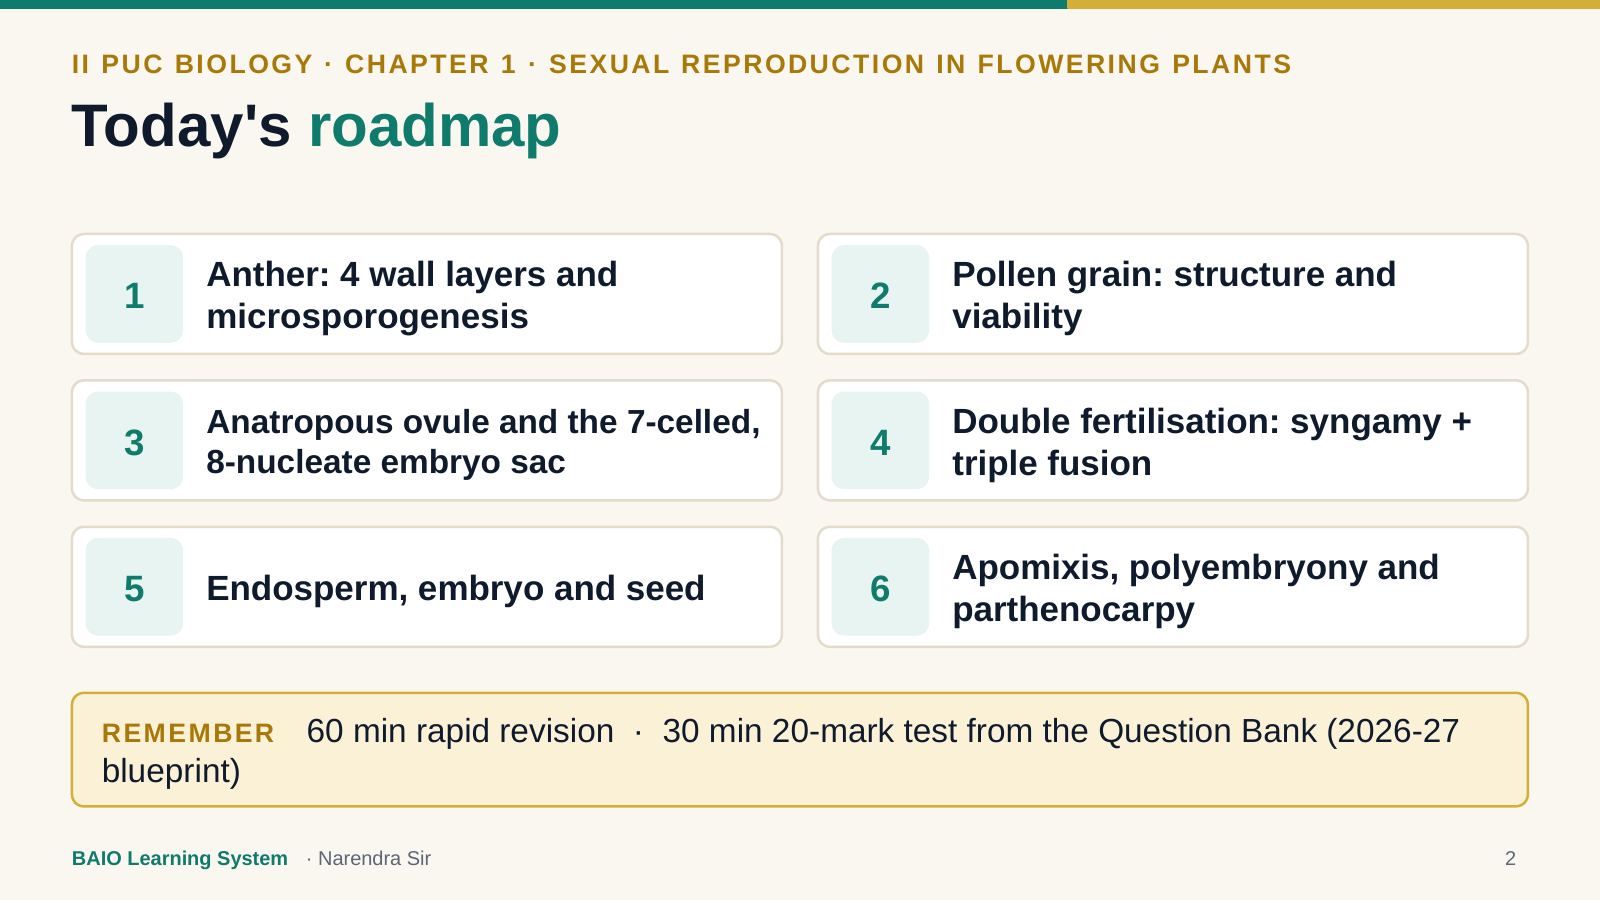 II PUC BIOLOGY · CHAPTER 1 · SEXUAL REPRODUCTION IN FLOWERING PLANTS
Today's roadmap
1
Anther: 4 wall layers and
microsporogenesis
2
Pollen grain: structure and
viability
3
Anatropous ovule and the 7-celled,
8-nucleate embryo sac
4
Double fertilisation: syngamy +
triple fusion
5
Endosperm, embryo and seed
6
Apomixis, polyembryony and
parthenocarpy
REMEMBER 60 min rapid revision · 30 min 20-mark test from the Question Bank (2026-27
blueprint)
BAIO Learning System · Narendra Sir
2